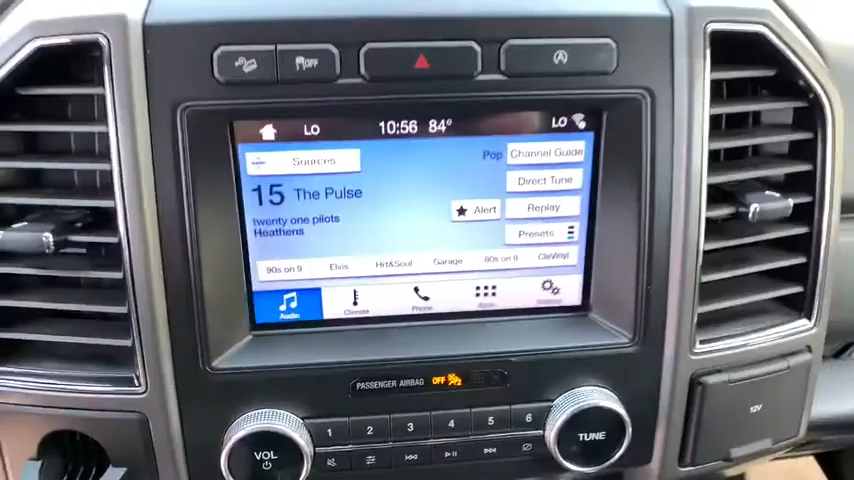 OFF
LO 10:56 84° LO
Sources Pop Channel Guide
15 The Pulse Direct Tune
twenty one pilots Alert Replay
Heathens Presets
90s on 9 Elvis Hrt&Soul Garage 80s on 8 ClsVinyl
Audio Climate Phone
PASSENGER AIRBAG OFF
1 2 3 4 5 6
VOL TUNE
12V